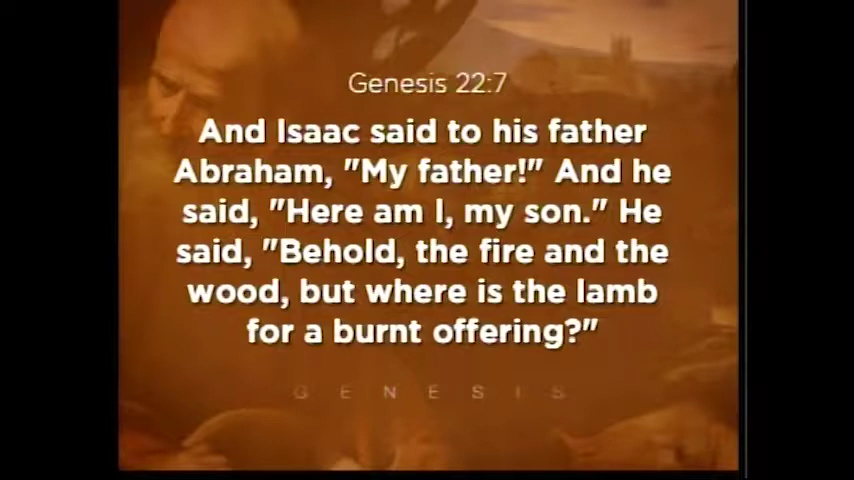 Genesis 22:7
And Isaac said to his father
Abraham, "My father!" And he
said, "Here am I, my son." He
said, "Behold, the fire and the
wood, but where is the lamb
for a burnt offering?"
GENESIS